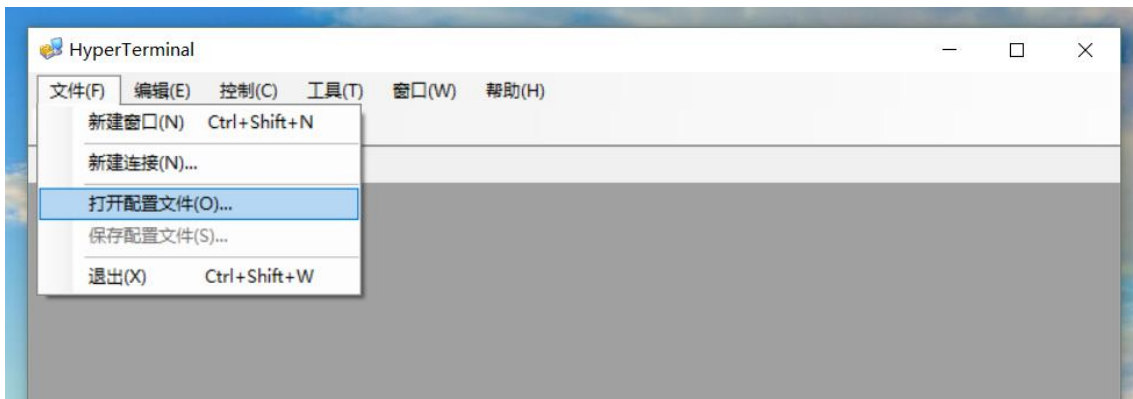 HyperTerminal
文件(F) 编辑(E) 控制(C) 工具(T) 窗口(W) 帮助(H)
新建窗口(N) Ctrl+Shift+N
新建连接(N)...
打开配置文件(O)...
保存配置文件(S)...
退出(X) Ctrl+Shift+W